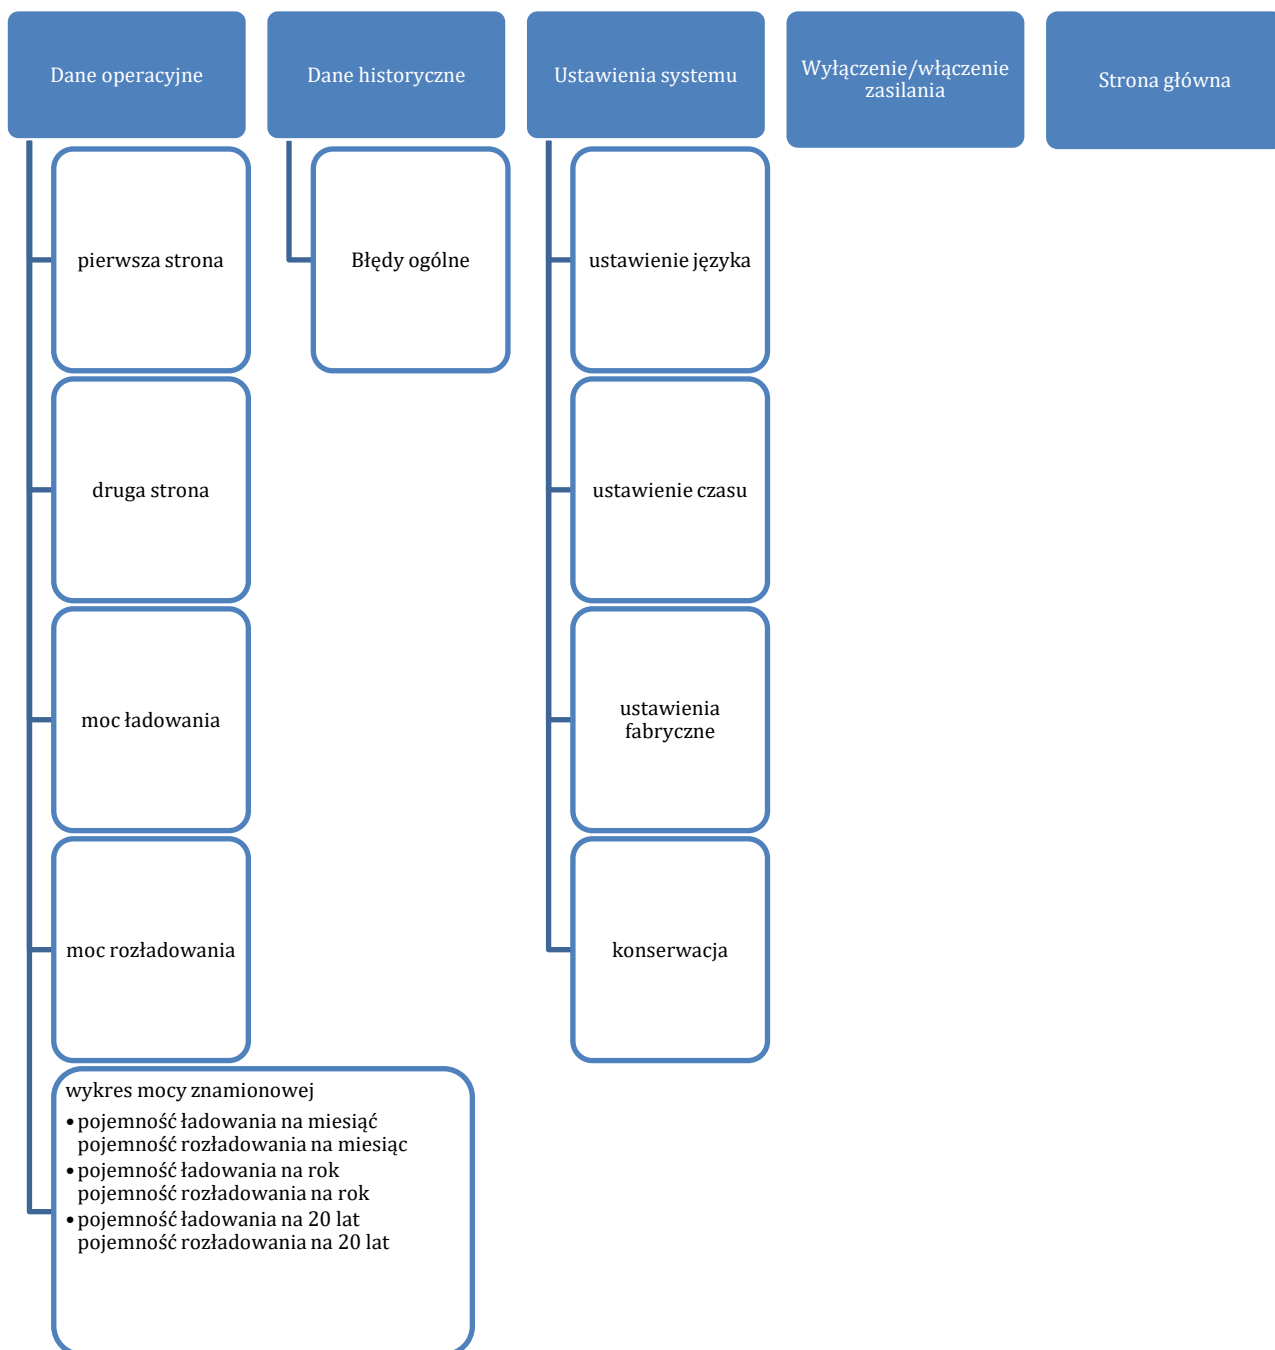 Dane operacyjne
pierwsza strona
druga strona
moc ładowania
moc rozładowania
wykres mocy znamionowej
• pojemność ładowania na miesiąć
pojemność rozładowania na miesiąc
• pojemność ładowania na rok
pojemność rozładowania na rok
• pojemność ładowania na 20 lat
pojemność rozładowania na 20 lat
Dane historyczne
Błędy ogólne
Ustawienia systemu
ustawienie języka
ustawienie czasu
ustawienia
fabryczne
konserwacja
Wyłączenie/włączenie
zasilania
Strona główna